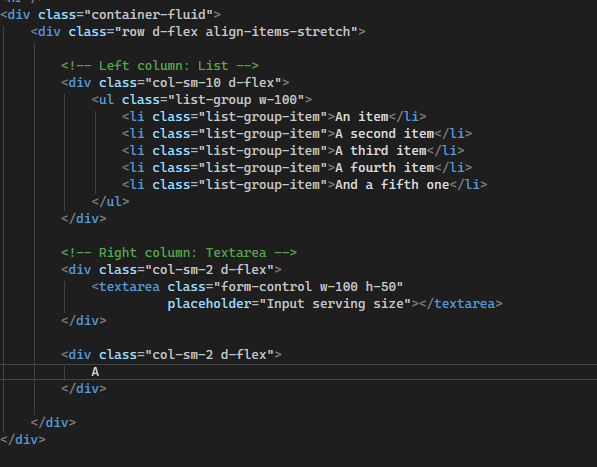 <div class="container-fluid">
    <div class="row d-flex align-items-stretch">

        <!-- Left column: List -->
        <div class="col-sm-10 d-flex">
            <ul class="list-group w-100">
                <li class="list-group-item">An item</li>
                <li class="list-group-item">A second item</li>
                <li class="list-group-item">A third item</li>
                <li class="list-group-item">A fourth item</li>
                <li class="list-group-item">And a fifth one</li>
            </ul>
        </div>

        <!-- Right column: Textarea -->
        <div class="col-sm-2 d-flex">
            <textarea class="form-control w-100 h-50"
                      placeholder="Input serving size"></textarea>
        </div>

        <div class="col-sm-2 d-flex">
            A
        </div>

    </div>
</div>